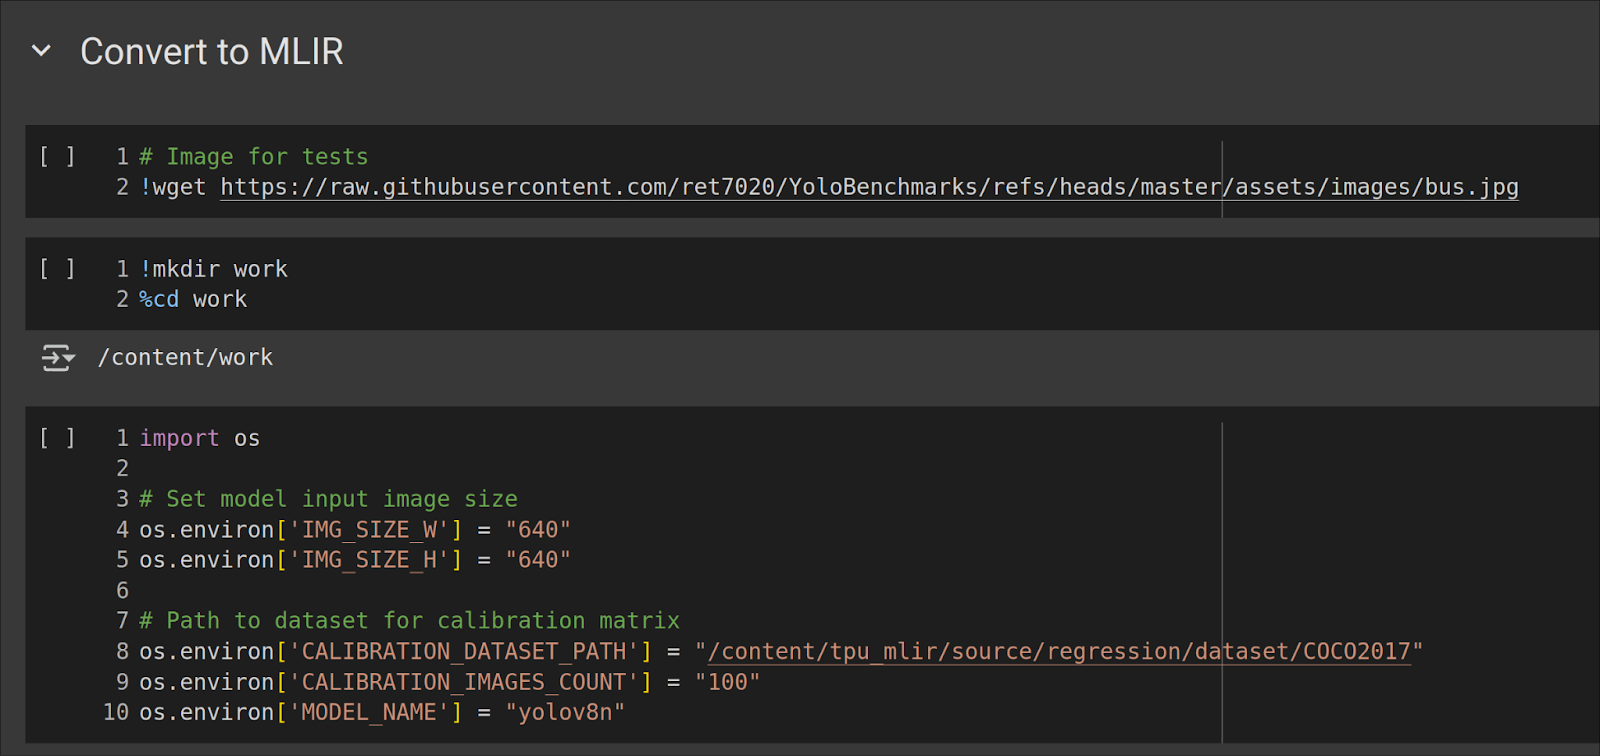 Convert to MLIR
[ ] 1 # Image for tests
2 !wget https://raw.githubusercontent.com/ret7020/YoloBenchmarks/refs/heads/master/assets/images/bus.jpg
[ ] 1 !mkdir work
2 %cd work
/content/work
[ ] 1 import os
2
3 # Set model input image size
4 os.environ['IMG_SIZE_W'] = "640"
5 os.environ['IMG_SIZE_H'] = "640"
6
7 # Path to dataset for calibration matrix
8 os.environ['CALIBRATION_DATASET_PATH'] = "/content/tpu_mlir/source/regression/dataset/COCO2017"
9 os.environ['CALIBRATION_IMAGES_COUNT'] = "100"
10 os.environ['MODEL_NAME'] = "yolov8n"